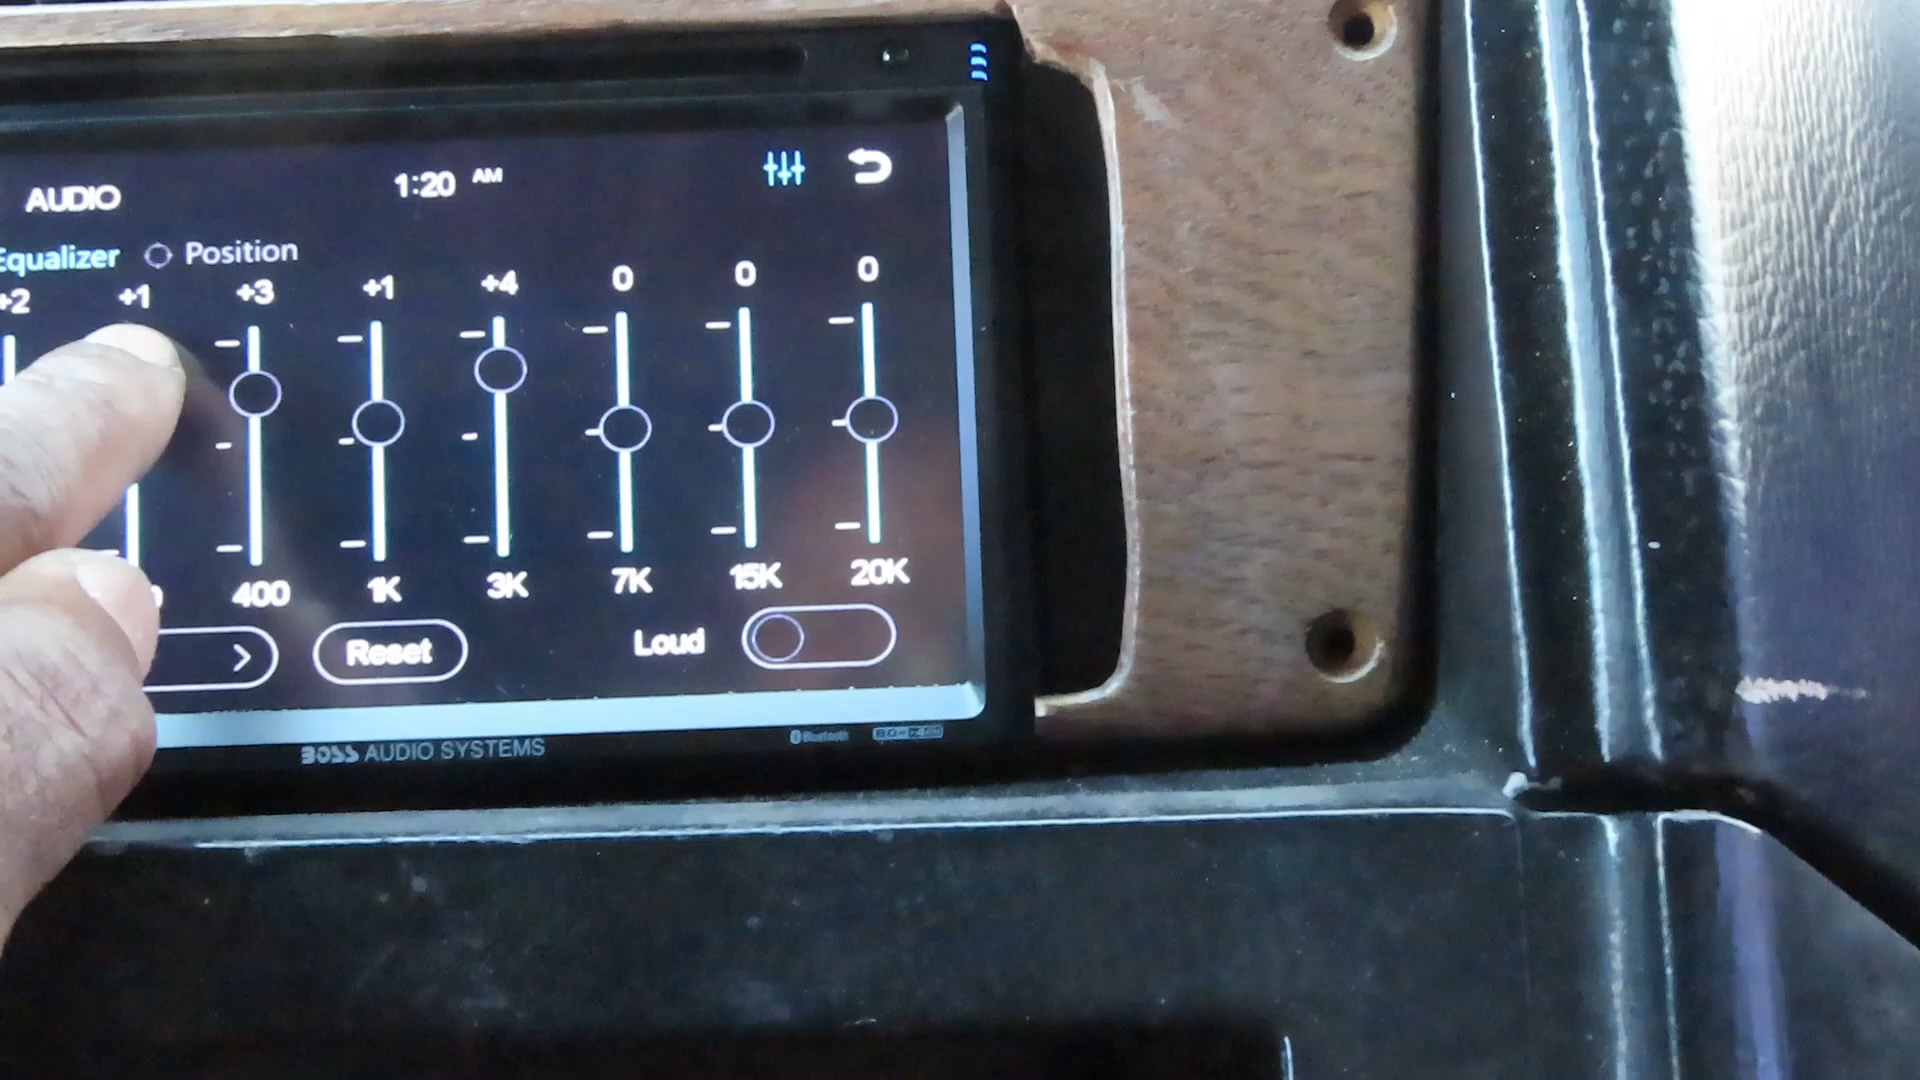 AUDIO 1:20 AM
Equalizer Position
+2 +1 +3 +1 +4 0 0 0
400 1K 3K 7K 15K 20K
Reset Loud
BOSS AUDIO SYSTEMS Bluetooth